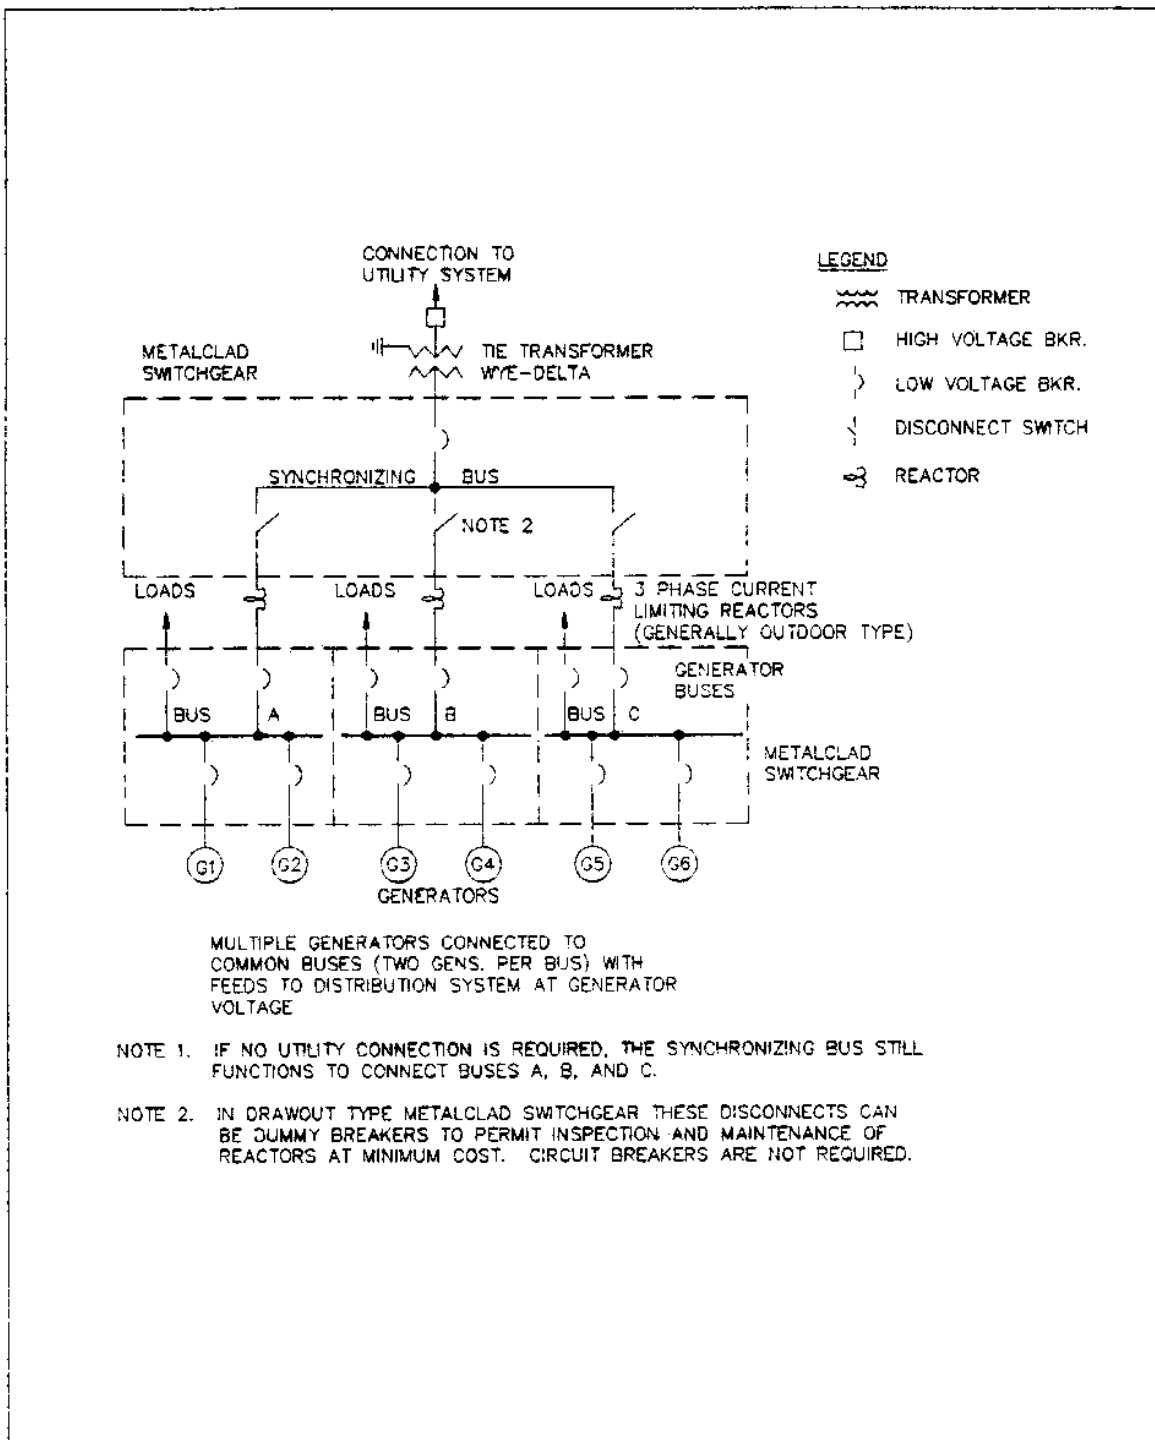 CONNECTION TO
UTILITY SYSTEM
METALCLAD
SWITCHGEAR
TIE TRANSFORMER
WYE-DELTA
LEGEND
TRANSFORMER
HIGH VOLTAGE BKR.
LOW VOLTAGE BKR.
DISCONNECT SWITCH
REACTOR
SYNCHRONIZING BUS
NOTE 2
LOADS
LOADS
LOADS
3 PHASE CURRENT
LIMITING REACTORS
(GENERALLY OUTDOOR TYPE)
GENERATOR
BUSES
BUS A
BUS B
BUS C
METALCLAD
SWITCHGEAR
G1
G2
G3
G4
G5
G6
GENERATORS
MULTIPLE GENERATORS CONNECTED TO
COMMON BUSES (TWO GENS. PER BUS) WITH
FEEDS TO DISTRIBUTION SYSTEM AT GENERATOR
VOLTAGE
NOTE 1. IF NO UTILITY CONNECTION IS REQUIRED, THE SYNCHRONIZING BUS STILL
FUNCTIONS TO CONNECT BUSES A, B, AND C.
NOTE 2. IN DRAWOUT TYPE METALCLAD SWITCHGEAR THESE DISCONNECTS CAN
BE DUMMY BREAKERS TO PERMIT INSPECTION AND MAINTENANCE OF
REACTORS AT MINIMUM COST. CIRCUIT BREAKERS ARE NOT REQUIRED.